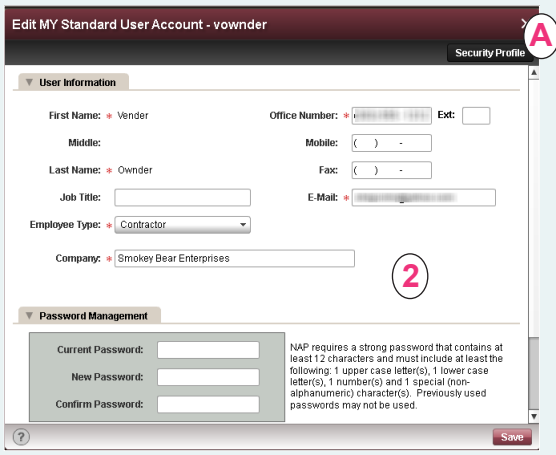 Edit MY Standard User Account - vownder
A
Security Profile
User Information
First Name: * Vender
Office Number: *
Ext:
Middle:
Mobile: ( ) -
Last Name: * Ownder
Fax: ( ) -
Job Title:
E-Mail: *
Employee Type: * Contractor
Company: * Smokey Bear Enterprises
2
Password Management
Current Password:
New Password:
Confirm Password:
NAP requires a strong password that contains at
least 12 characters and must include at least the
following: 1 upper case letter(s), 1 lower case
letter(s), 1 number(s) and 1 special (non-
alphanumeric) character(s). Previously used
passwords may not be used.
?
Save